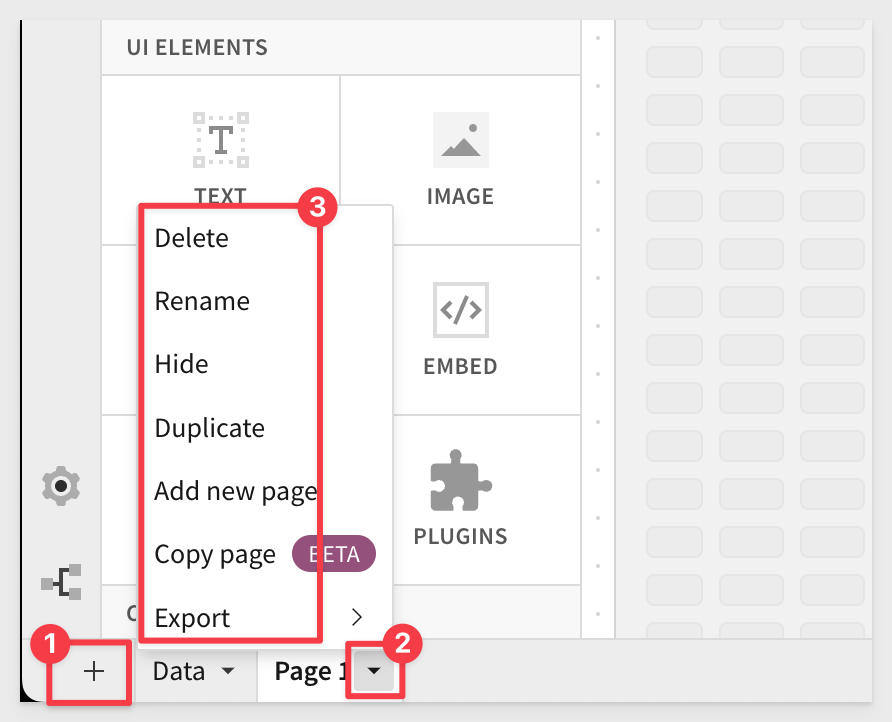 UI ELEMENTS
T
TEXT
IMAGE
3
Delete
Rename
Hide
</>
EMBED
Duplicate
Add new page
PLUGINS
Copy page BETA
Export
1
2
Data
Page 1